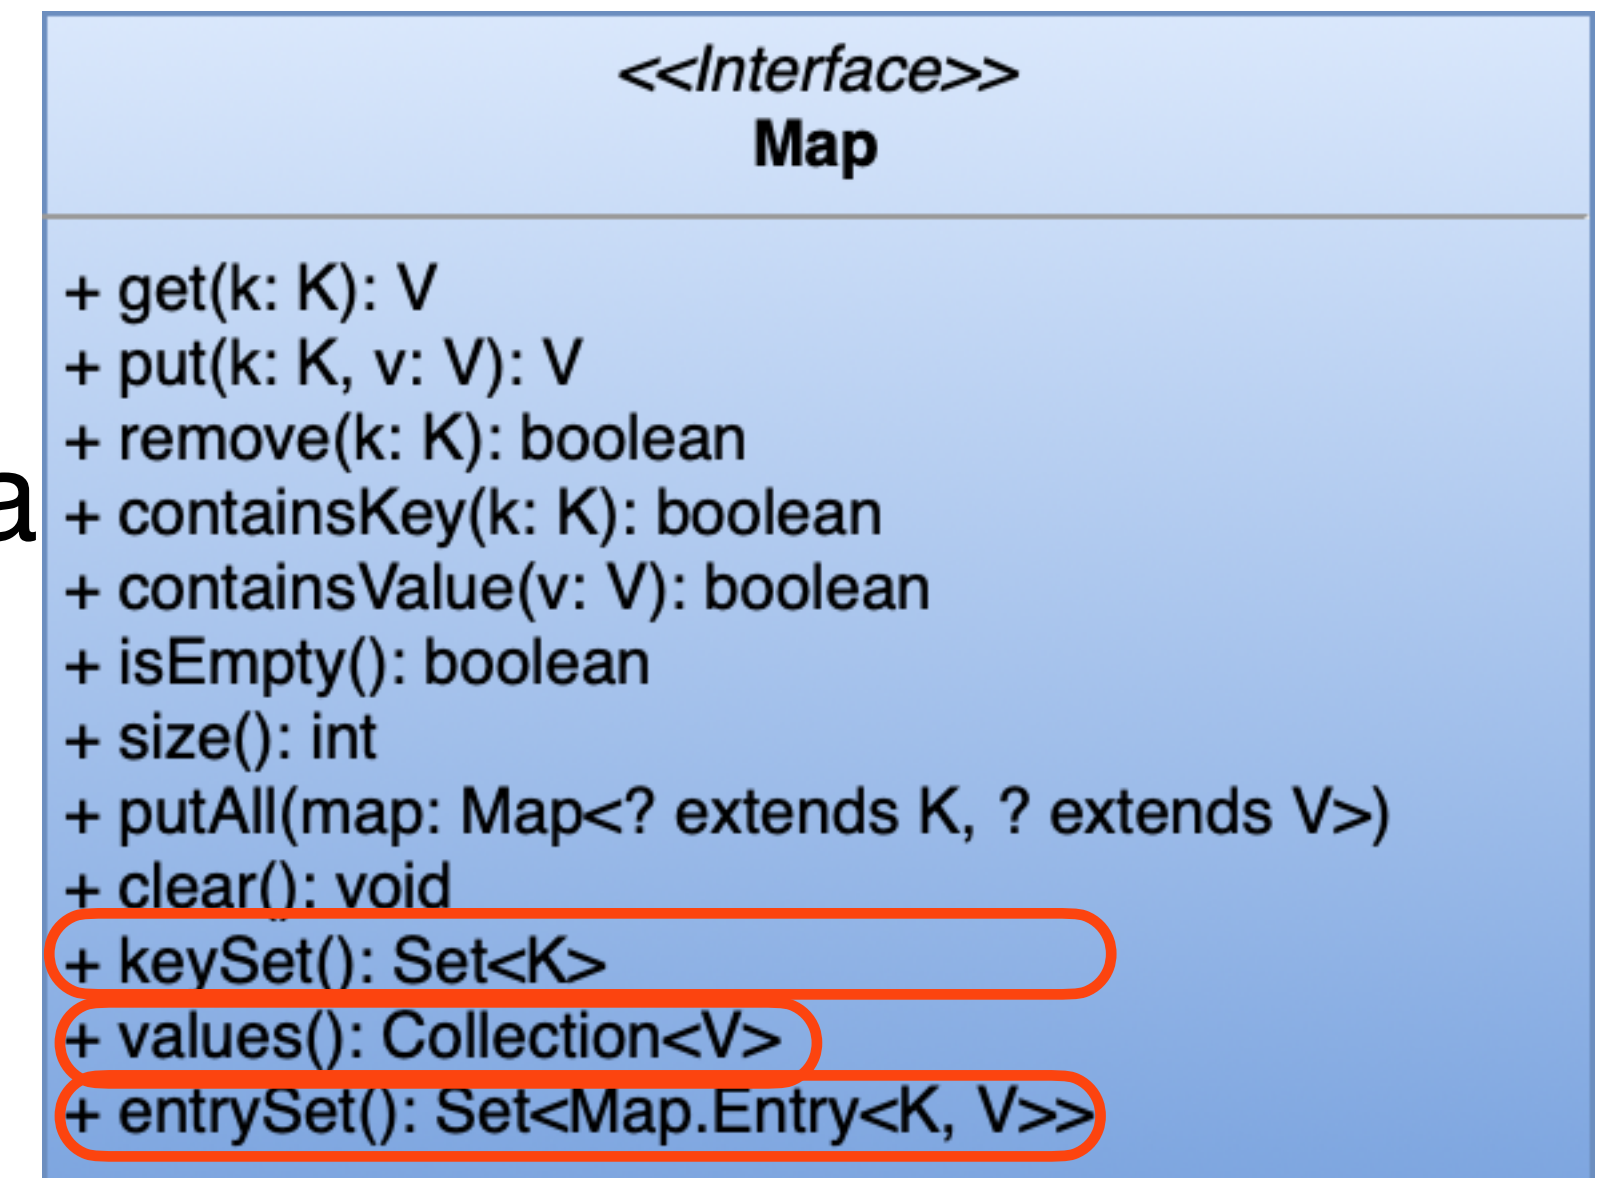 <<Interface>>
Map
+ get(k: K): V
+ put(k: K, v: V): V
+ remove(k: K): boolean
a
+ containsKey(k: K): boolean
+ containsValue(v: V): boolean
+ isEmpty(): boolean
+ size(): int
+ putAll(map: Map<? extends K, ? extends V>)
+ clear(): void
+ keySet(): Set<K>
+ values(): Collection<V>
+ entrySet(): Set<Map.Entry<K, V>>